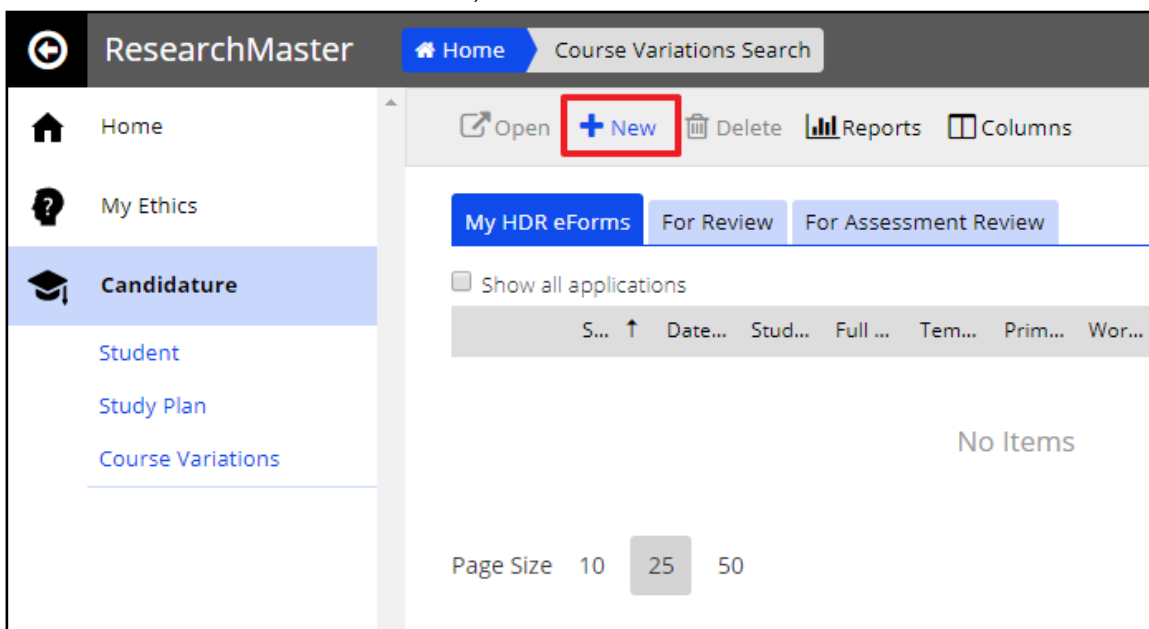 ResearchMaster Home Course Variations Search
Home
My Ethics
Candidature
Student
Study Plan
Course Variations
Open New Delete Reports Columns
My HDR eForms For Review For Assessment Review
Show all applications
S... Date... Stud... Full ... Tem... Prim... Wor...
No Items
Page Size 10 25 50